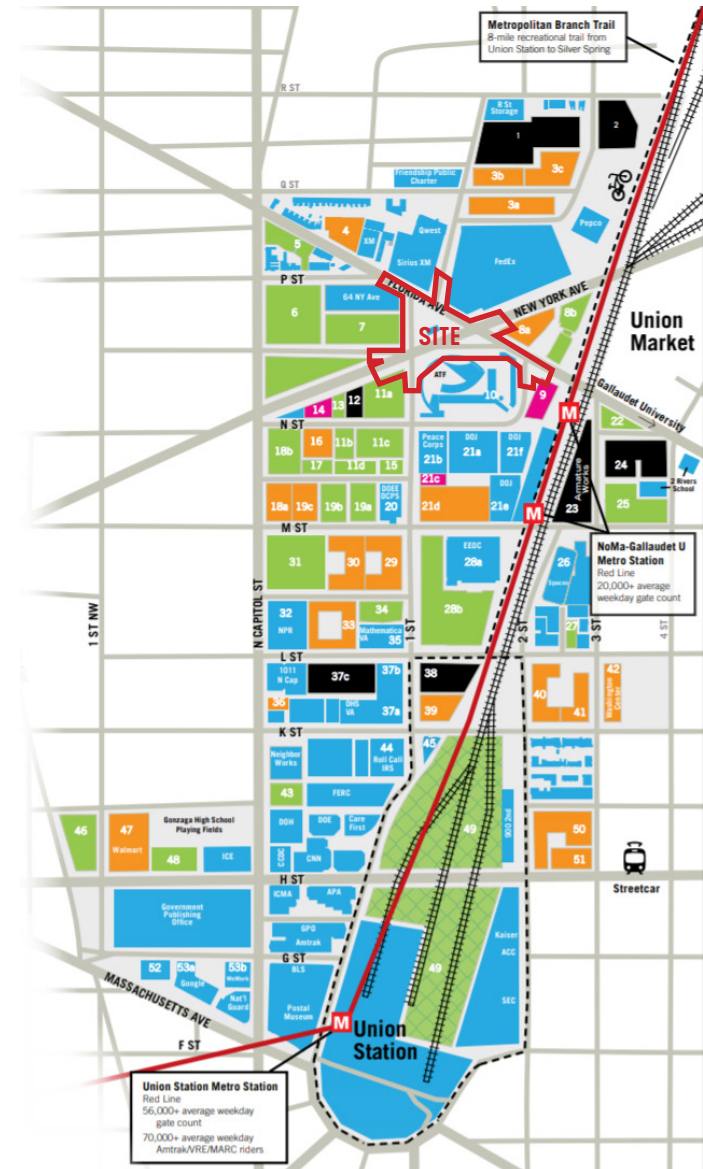 Metropolitan Branch Trail
8-mile recreational trail from
Union Station to Silver Spring
R ST
R St
Storage
1
2
Friendship Public
Charter
3b
3c
Q ST
3a
4
XM
Qwest
Pepco
5
Sirius XM
FedEx
P ST
FLORIDA AVE
NEW YORK AVE
64 NY Ave
6
7
8a
8b
SITE
Union
Market
ATF
10
9
Gallaudet University
11a
12
13
14
M
N ST
22
18b
16
11b
11c
17
11d
15
Peace
Corps
21b
DOJ
21a
DOJ
21f
21c
DOJ
21e
21d
Armature
Works
23
24
2 Rivers
School
25
18a
19c
19b
19a
DOEE
DCPS
20
M
M ST
NoMa-Gallaudet U
Metro Station
Red Line
20,000+ average
weekday gate count
31
30
29
EEOC
28a
28b
26
32
NPR
33
34
Mathematica
VA
35
27
1 ST NW
N CAPITOL ST
1 ST
2 ST
3 ST
4 ST
L ST
1011
N Cap
37c
37b
38
36
DHS
VA
37a
39
40
41
42
Washington
Center
K ST
Neighbor
Works
44
Roll Call
IRS
45
43
FERC
49
900 2nd
46
47
Walmart
Gonzaga High School
Playing Fields
48
ICE
DOH
DOE
Care
First
CCDC
CNN
50
51
H ST
Streetcar
ICMA
APA
Government
Publishing
Office
GPO
Amtrak
49
Kaiser
ACC
SEC
G ST
BLS
52
53a
Google
53b
WeWork
Nat'l
Guard
Postal
Museum
MASSACHUSETTS AVE
F ST
M
Union
Station
Union Station Metro Station
Red Line
56,000+ average weekday
gate count
70,000+ average weekday
Amtrak/VRE/MARC riders